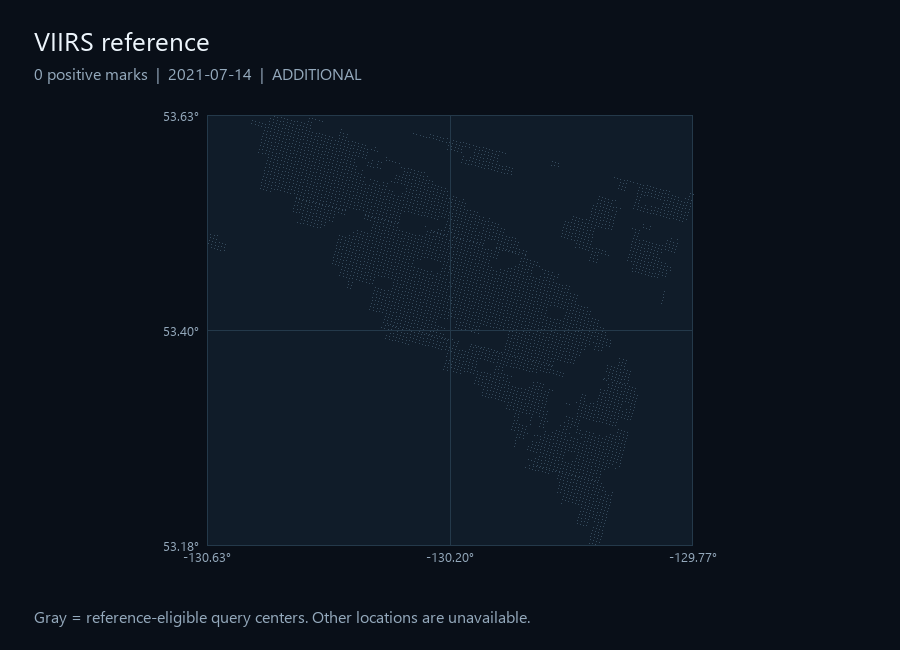 VIIRS reference
0 positive marks | 2021-07-14 | ADDITIONAL
53.63°
53.40°
53.18°
-130.63°
-130.20°
-129.77°
Gray = reference-eligible query centers. Other locations are unavailable.